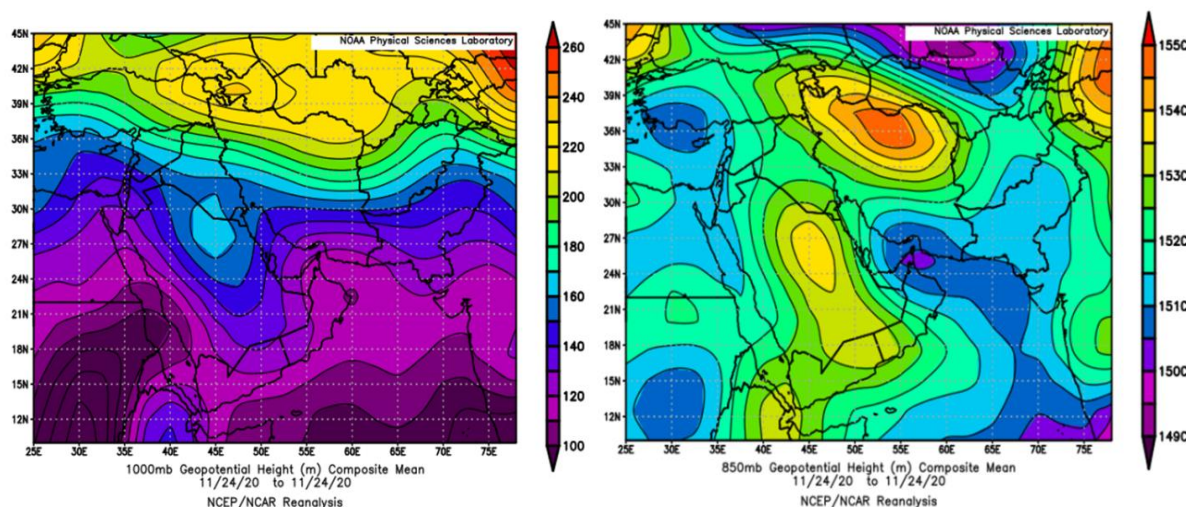 NOAA Physical Sciences Laboratory
45N
42N
39N
36N
33N
30N
27N
24N
21N
18N
15N
12N
25E 30E 35E 40E 45E 50E 55E 60E 65E 70E 75E
260
240
220
200
180
160
140
120
100
1000mb Geopotential Height (m) Composite Mean
11/24/20 to 11/24/20
NCEP/NCAR Reanalysis
NOAA Physical Sciences Laboratory
45N
43N
39N
36N
33N
30N
27N
24N
21N
18N
15N
12N
25E 30E 35E 40E 45E 50E 55E 60E 65E 70E 75E
1550
1540
1530
1520
1510
1500
1490
850mb Geopotential Height (m) Composite Mean
11/24/20 to 11/24/20
NCEP/NCAR Reanalysis